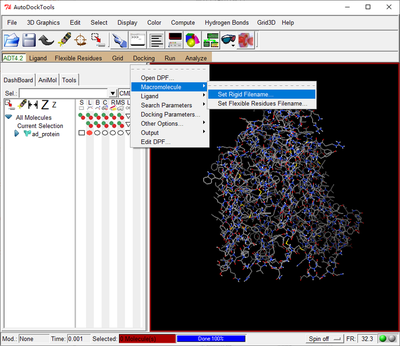 AutoDockTools
File 3D Graphics Edit Select Display Color Compute Hydrogen Bonds Grid3D Help
ADT4.2 Ligand Flexible Residues Grid Docking Run Analyze
Open DPF...
Macromolecule
Ligand
Search Parameters
Docking Parameters...
Other Options...
Output
Edit DPF...
Set Rigid Filename...
Set Flexible Residues Filename...
DashBoard AniMol Tools
Sel.:
S L B C R MS L
All Molecules
Current Selection
ad_protein
Mod.: None Time: 0.001 Selected: Done 100% Spin off FR: 32.3